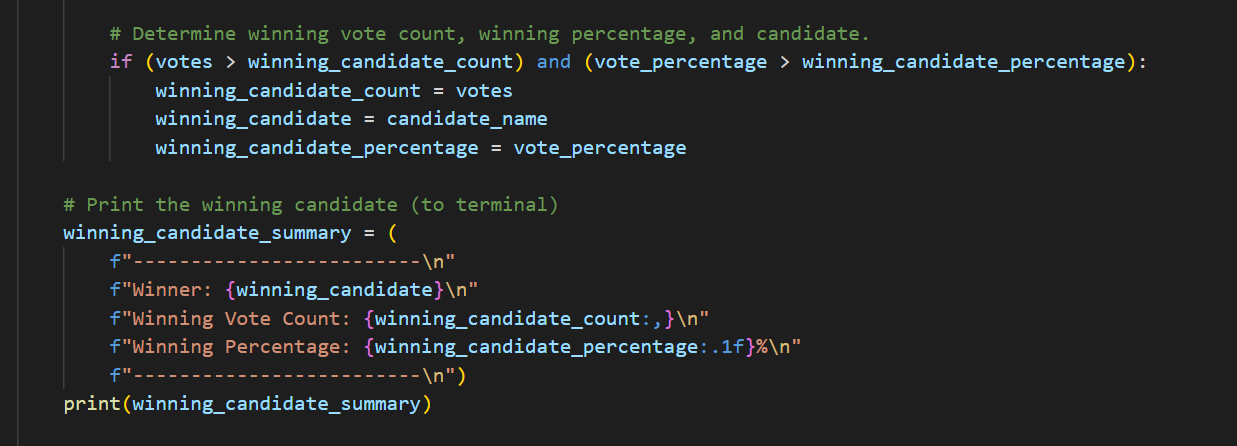 # Determine winning vote count, winning percentage, and candidate.
if (votes > winning_candidate_count) and (vote_percentage > winning_candidate_percentage):
winning_candidate_count = votes
winning_candidate = candidate_name
winning_candidate_percentage = vote_percentage
# Print the winning candidate (to terminal)
winning_candidate_summary = (
f"-------------------------\n"
f"Winner: {winning_candidate}\n"
f"Winning Vote Count: {winning_candidate_count:,}\n"
f"Winning Percentage: {winning_candidate_percentage:.1f}%\n"
f"-------------------------\n")
print(winning_candidate_summary)